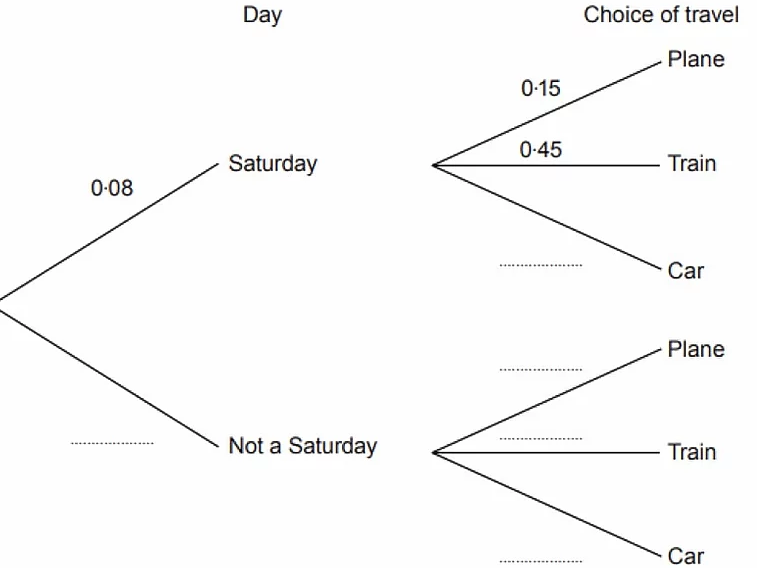 Day
Choice of travel
Plane
0·15
0·45
Saturday
Train
0·08
Car
Plane
Not a Saturday
Train
Car